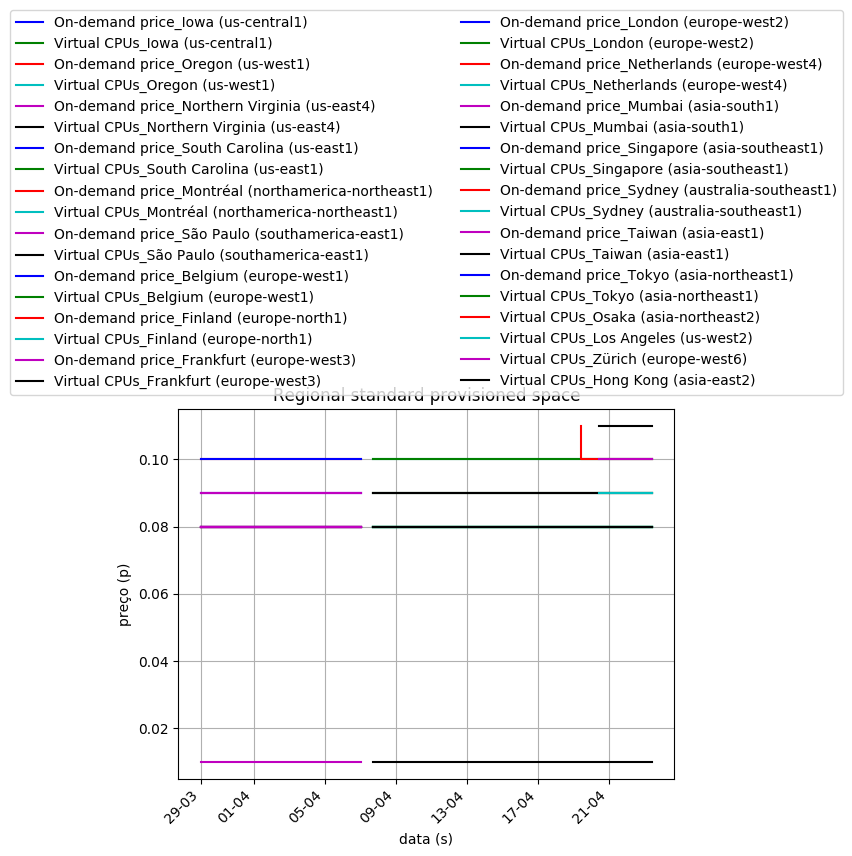 On-demand price_Iowa (us-central1)
Virtual CPUs_Iowa (us-central1)
On-demand price_Oregon (us-west1)
Virtual CPUs_Oregon (us-west1)
On-demand price_Northern Virginia (us-east4)
Virtual CPUs_Northern Virginia (us-east4)
On-demand price_South Carolina (us-east1)
Virtual CPUs_South Carolina (us-east1)
On-demand price_Montréal (northamerica-northeast1)
Virtual CPUs_Montréal (northamerica-northeast1)
On-demand price_São Paulo (southamerica-east1)
Virtual CPUs_São Paulo (southamerica-east1)
On-demand price_Belgium (europe-west1)
Virtual CPUs_Belgium (europe-west1)
On-demand price_Finland (europe-north1)
Virtual CPUs_Finland (europe-north1)
On-demand price_Frankfurt (europe-west3)
Virtual CPUs_Frankfurt (europe-west3)
On-demand price_London (europe-west2)
Virtual CPUs_London (europe-west2)
On-demand price_Netherlands (europe-west4)
Virtual CPUs_Netherlands (europe-west4)
On-demand price_Mumbai (asia-south1)
Virtual CPUs_Mumbai (asia-south1)
On-demand price_Singapore (asia-southeast1)
Virtual CPUs_Singapore (asia-southeast1)
On-demand price_Sydney (australia-southeast1)
Virtual CPUs_Sydney (australia-southeast1)
On-demand price_Taiwan (asia-east1)
Virtual CPUs_Taiwan (asia-east1)
On-demand price_Tokyo (asia-northeast1)
Virtual CPUs_Tokyo (asia-northeast1)
Virtual CPUs_Osaka (asia-northeast2)
Virtual CPUs_Los Angeles (us-west2)
Virtual CPUs_Zürich (europe-west6)
Virtual CPUs_Hong Kong (asia-east2)
Regional standard provisioned space
0.10
0.08
0.06
0.04
0.02
preço (p)
29-03
01-04
05-04
09-04
13-04
17-04
21-04
data (s)